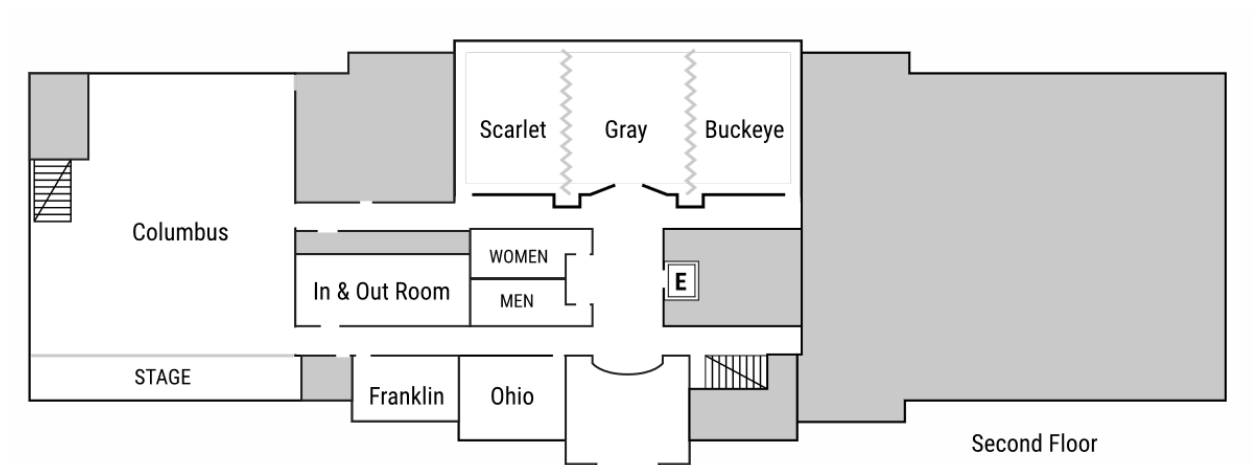 Scarlet
Gray
Buckeye
Columbus
WOMEN
In & Out Room
MEN
E
STAGE
Franklin
Ohio
Second Floor